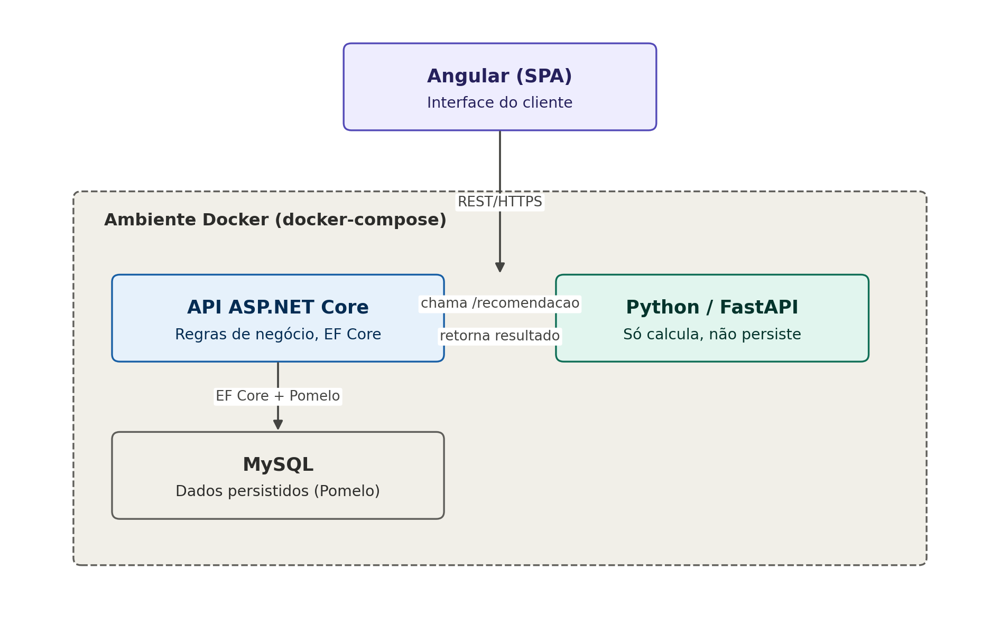 Angular (SPA)
Interface do cliente
REST/HTTPS
Ambiente Docker (docker-compose)
API ASP.NET Core
Regras de negócio, EF Core
chama /recomendacao
retorna resultado
Python / FastAPI
Só calcula, não persiste
EF Core + Pomelo
MySQL
Dados persistidos (Pomelo)